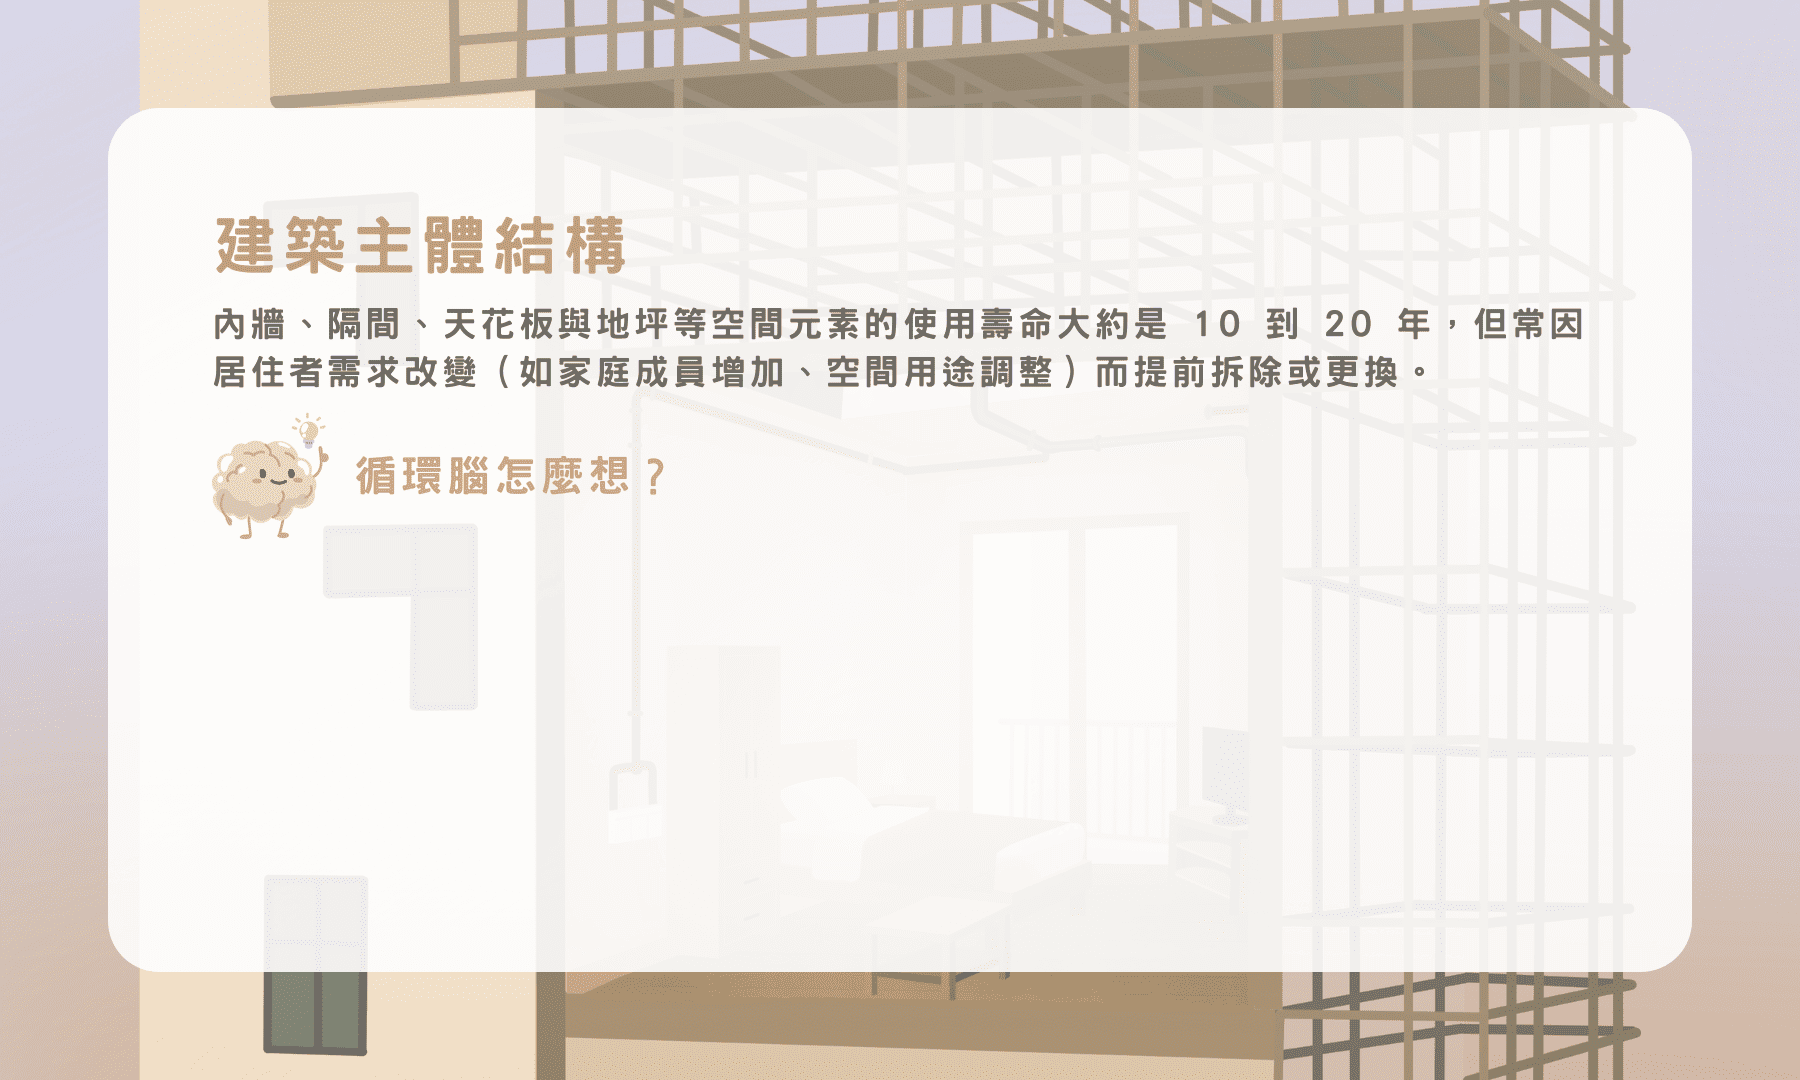 建築主體結構
內牆、隔間、天花板與地坪等空間元素的使用壽命大約是 10 到 20 年，但常因
居住者需求改變（如家庭成員增加、空間用途調整）而提前拆除或更換。
循環腦怎麼想？